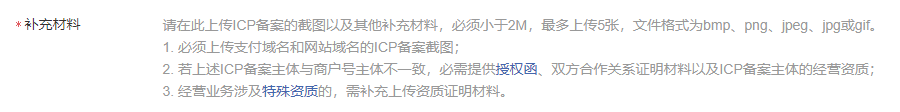 *补充材料 请在此上传ICP备案的截图以及其他补充材料，必须小于2M，最多上传5张，文件格式为bmp、png、jpeg、jpg或gif。
1. 必须上传支付域名和网站域名的ICP备案截图；
2. 若上述ICP备案主体与商户号主体不一致，必需提供授权函、双方合作关系证明材料以及ICP备案主体的经营资质；
3. 经营业务涉及特殊资质的，需补充上传资质证明材料。